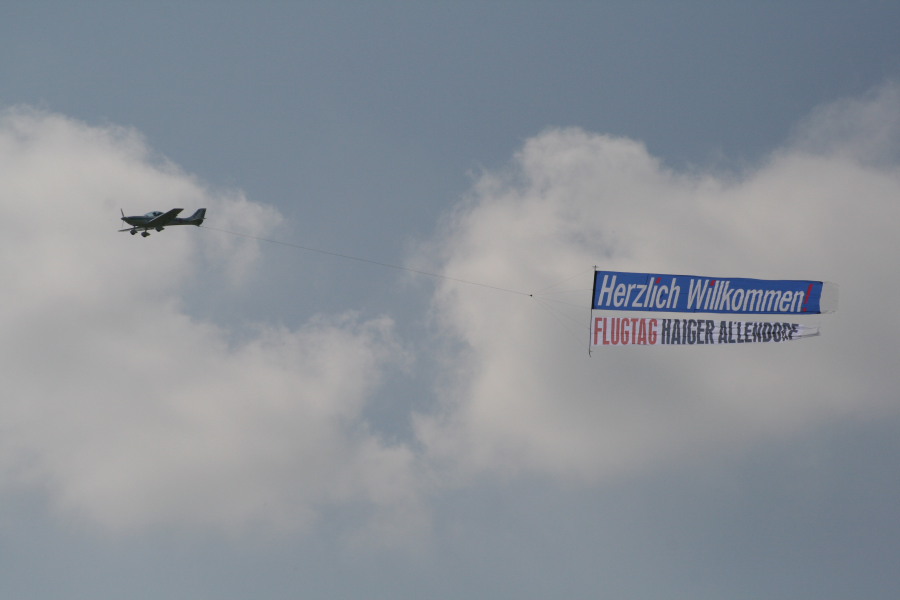 Herzlich Willkommen!
FLUGTAG HAIGER ALLENDORF